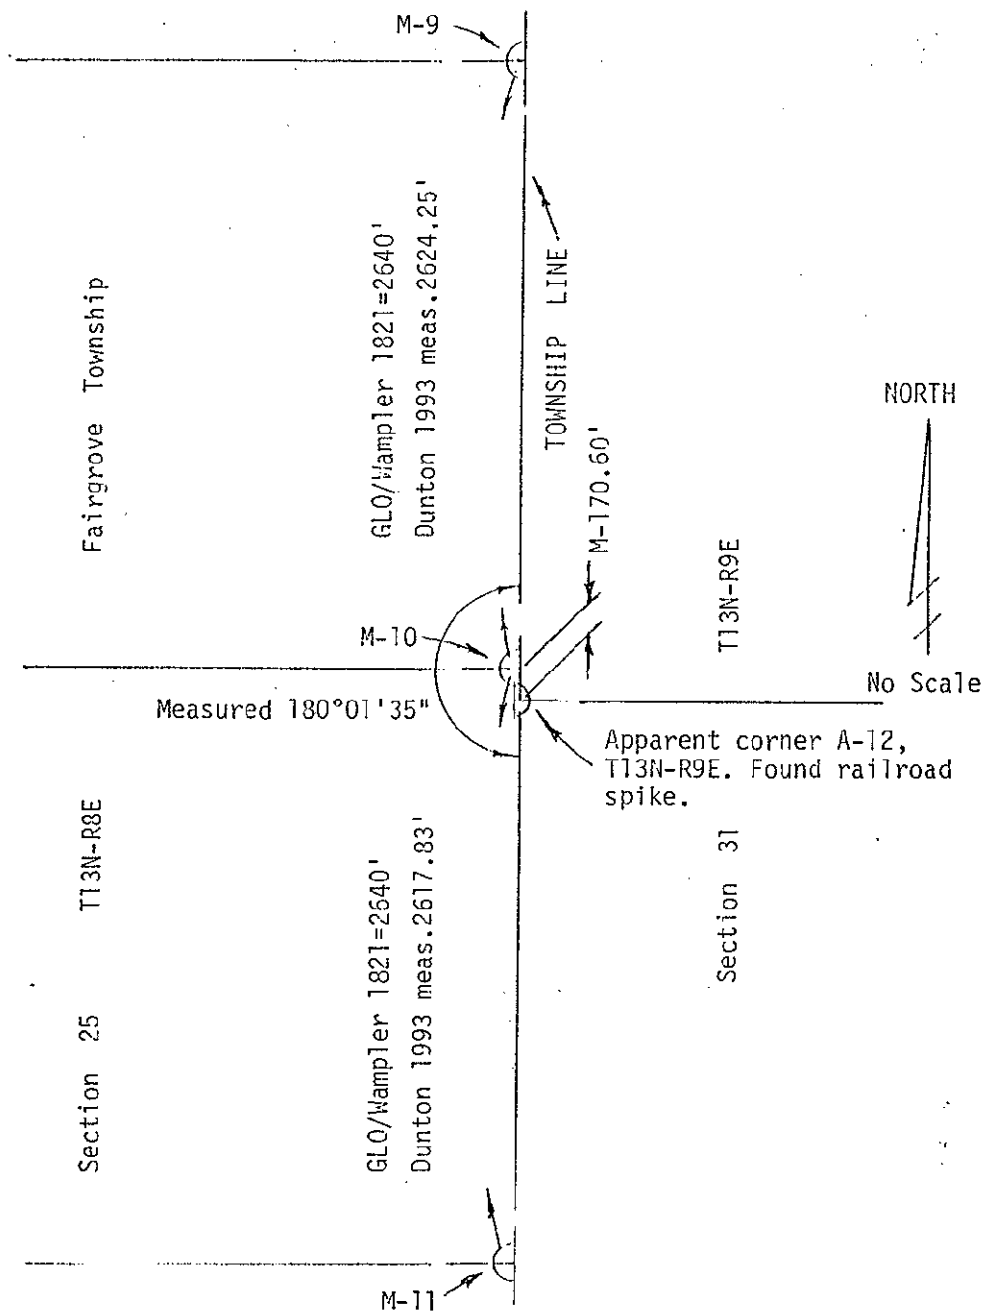 M-9
Fairgrove Township
GLO/Wampler 1821=2640'
Dunton 1993 meas.2624.25'
TOWNSHIP LINE
M-170.60'
NORTH
T13N-R9E
M-10
No Scale
Measured 180°01'35"
Apparent corner A-12,
T13N-R9E. Found railroad
spike.
Section 25 T13N-R8E
GLO/Wampler 1821=2640'
Dunton 1993 meas.2617.83'
Section 31
M-11